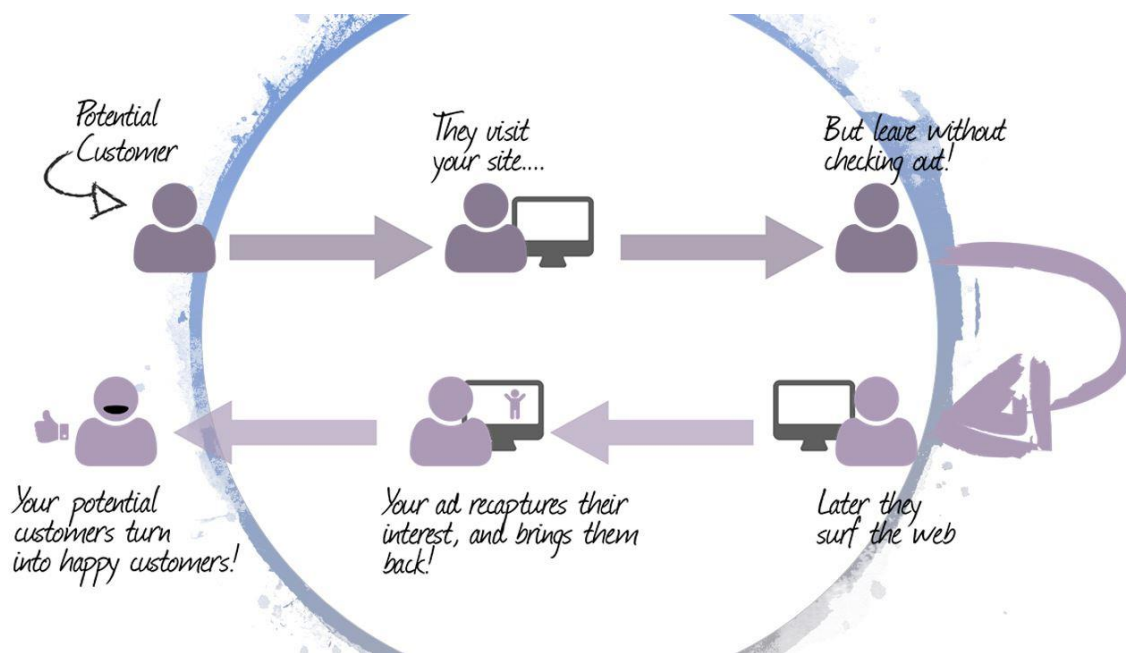 Potential
Customer
They visit
your site....
But leave without
checking out!
Later they
surf the web
Your ad recaptures their
interest, and brings them
back!
Your potential
customers turn
into happy customers!